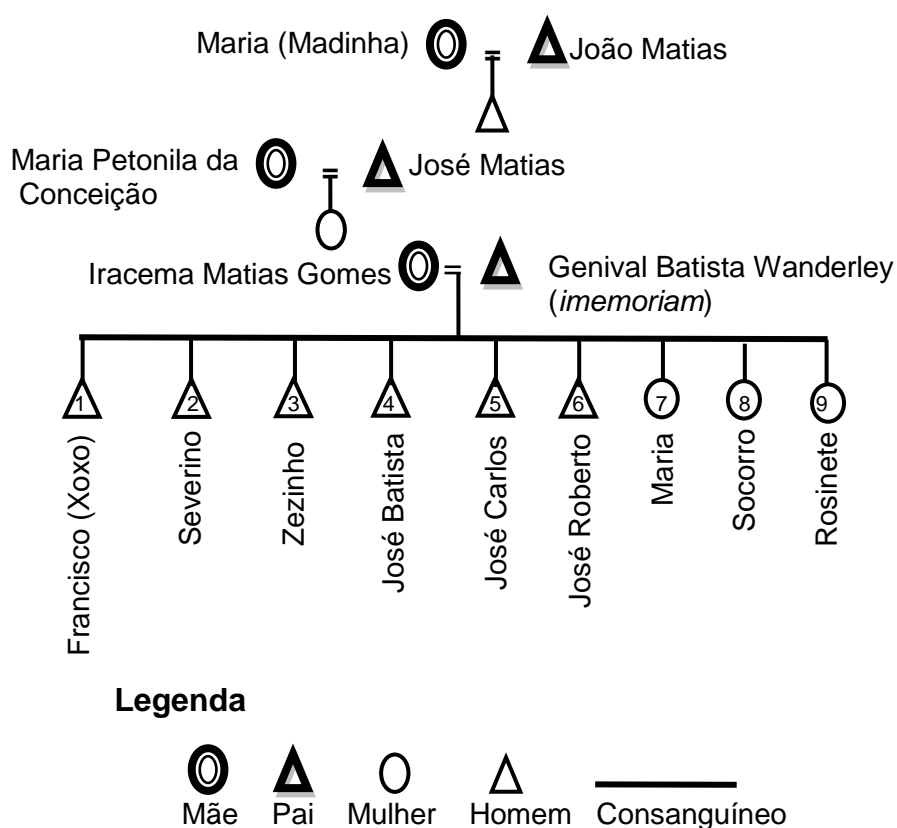 Maria (Madinha)
João Matias
Maria Petonila da
Conceição
José Matias
Iracema Matias Gomes
Genival Batista Wanderley
(imemoriam)
1
2
3
4
5
6
7
8
9
Francisco (Xoxo)
Severino
Zezinho
José Batista
José Carlos
José Roberto
Maria
Socorro
Rosinete
Legenda
Mãe
Pai
Mulher
Homem
Consanguíneo